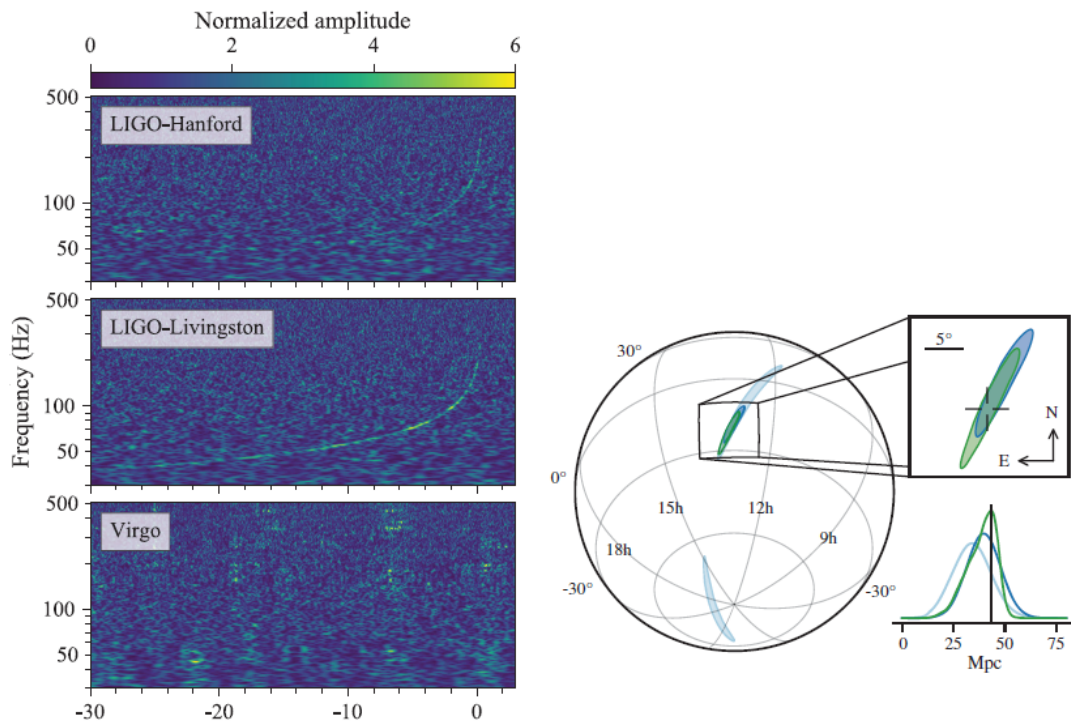 Normalized amplitude
0 2 4 6
LIGO-Hanford
500
100
50
LIGO-Livingston
500
100
50
Frequency (Hz)
Virgo
500
100
50
-30 -20 -10 0
30°
0°
-30°
-30°
15h 12h
18h 9h
5°
N
E
0 25 50 75
Mpc